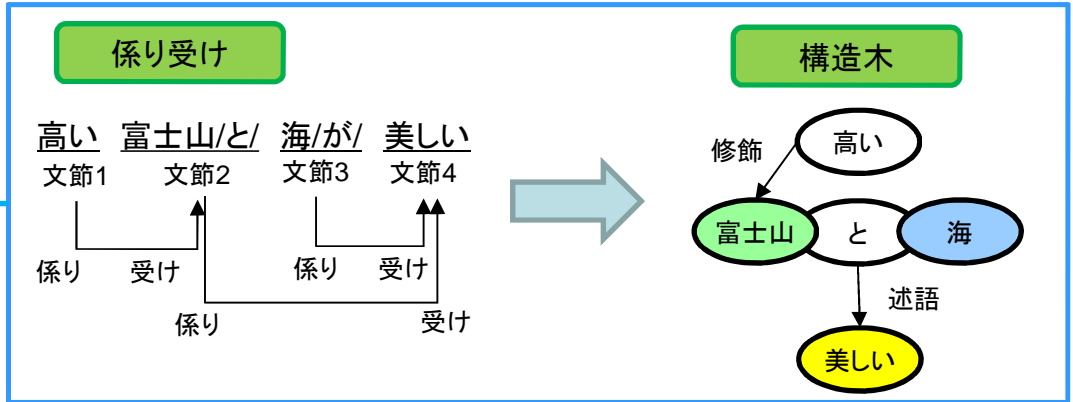 係り受け
高い 富士山/と/ 海/が/ 美しい
文節1 文節2 文節3 文節4
係り 受け 係り 受け
係り 受け
構造木
高い
修飾
富士山 と 海
述語
美しい